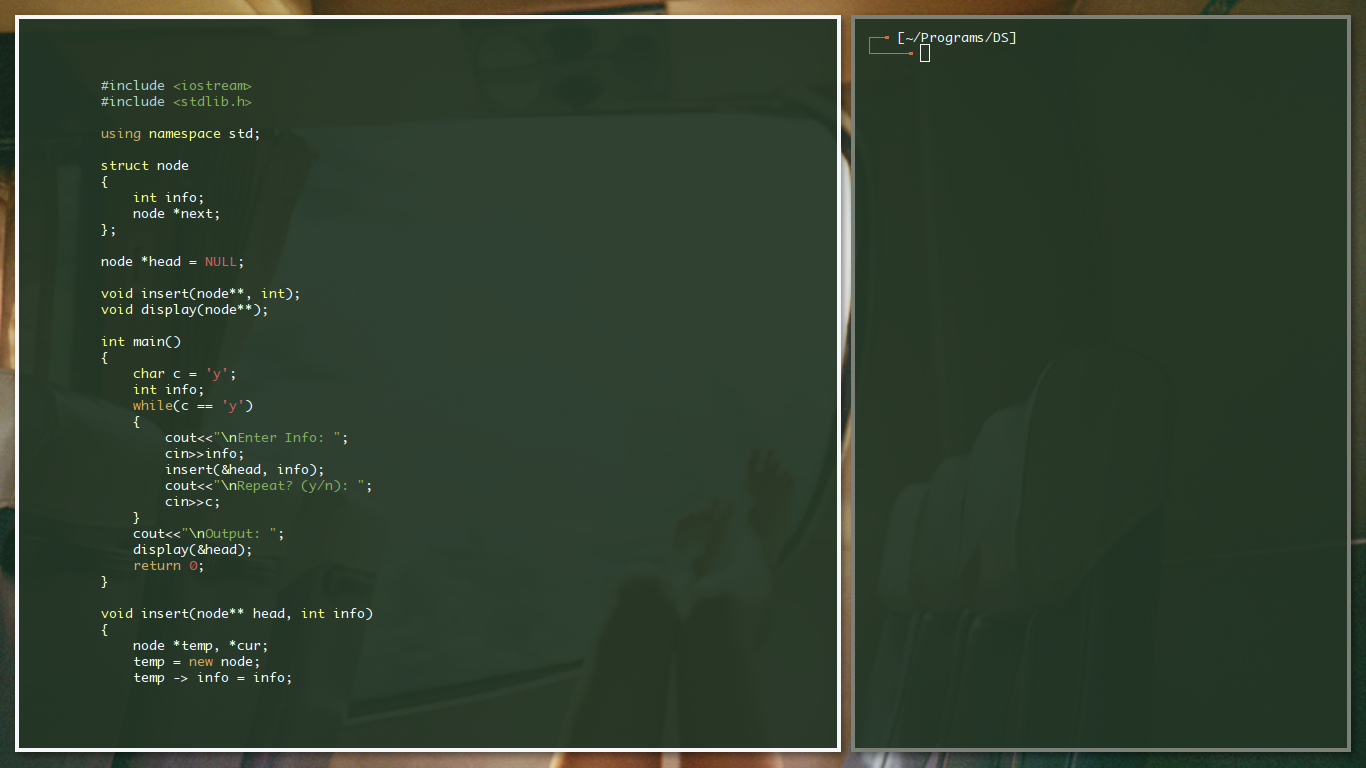 #include <iostream>
#include <stdlib.h>
using namespace std;
struct node
{
    int info;
    node *next;
};
node *head = NULL;
void insert(node**, int);
void display(node**);
int main()
{
    char c = 'y';
    int info;
    while(c == 'y')
    {
        cout<<"\nEnter Info: ";
        cin>>info;
        insert(&head, info);
        cout<<"\nRepeat? (y/n): ";
        cin>>c;
    }
    cout<<"\nOutput: ";
    display(&head);
    return 0;
}
void insert(node** head, int info)
{
    node *temp, *cur;
    temp = new node;
    temp -> info = info;
[~/Programs/DS]